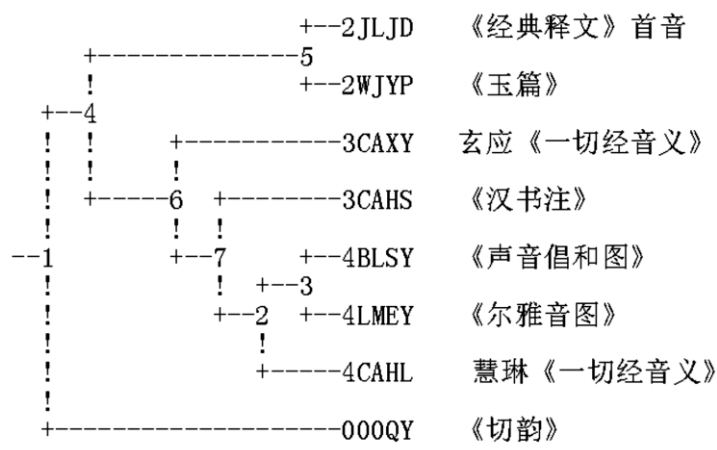 +--2JLJD 《经典释文》首音
+--------------5
! +--2WJYP 《玉篇》
+--4
! ! +-----------3CAXY 玄应《一切经音义》
! ! !
! +-----6 +--------3CAHS 《汉书注》
! ! !
--1 +--7 +--4BLSY 《声音倡和图》
! ! +--3
! +--2 +--4LMEY 《尔雅音图》
! !
! +-----4CAHL 慧琳《一切经音义》
!
+--------------------000QY 《切韵》